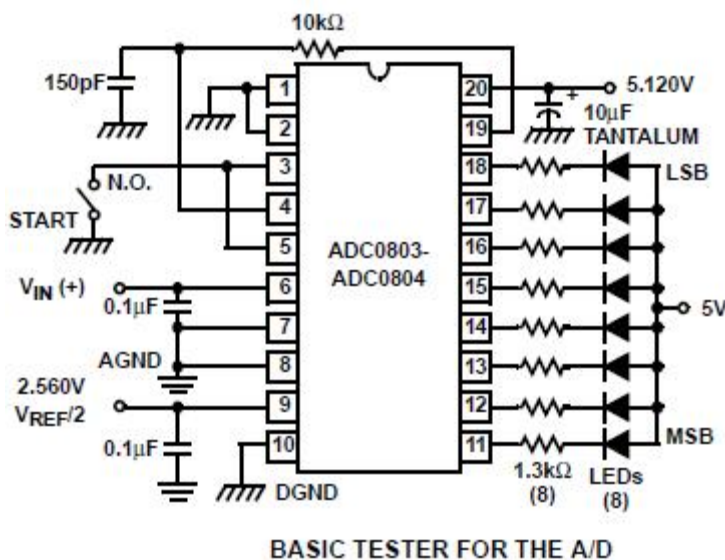 10kΩ
150pF
1
20
5.120V
2
19
10µF
+
TANTALUM
3
18
LSB
N.O.
START
4
17
5
16
ADC0803-
ADC0804
V_IN (+)
0.1µF
6
15
5V
7
14
AGND
8
13
2.560V
V_REF/2
9
12
0.1µF
10
11
MSB
DGND
1.3kΩ
(8)
LEDs
(8)
BASIC TESTER FOR THE A/D